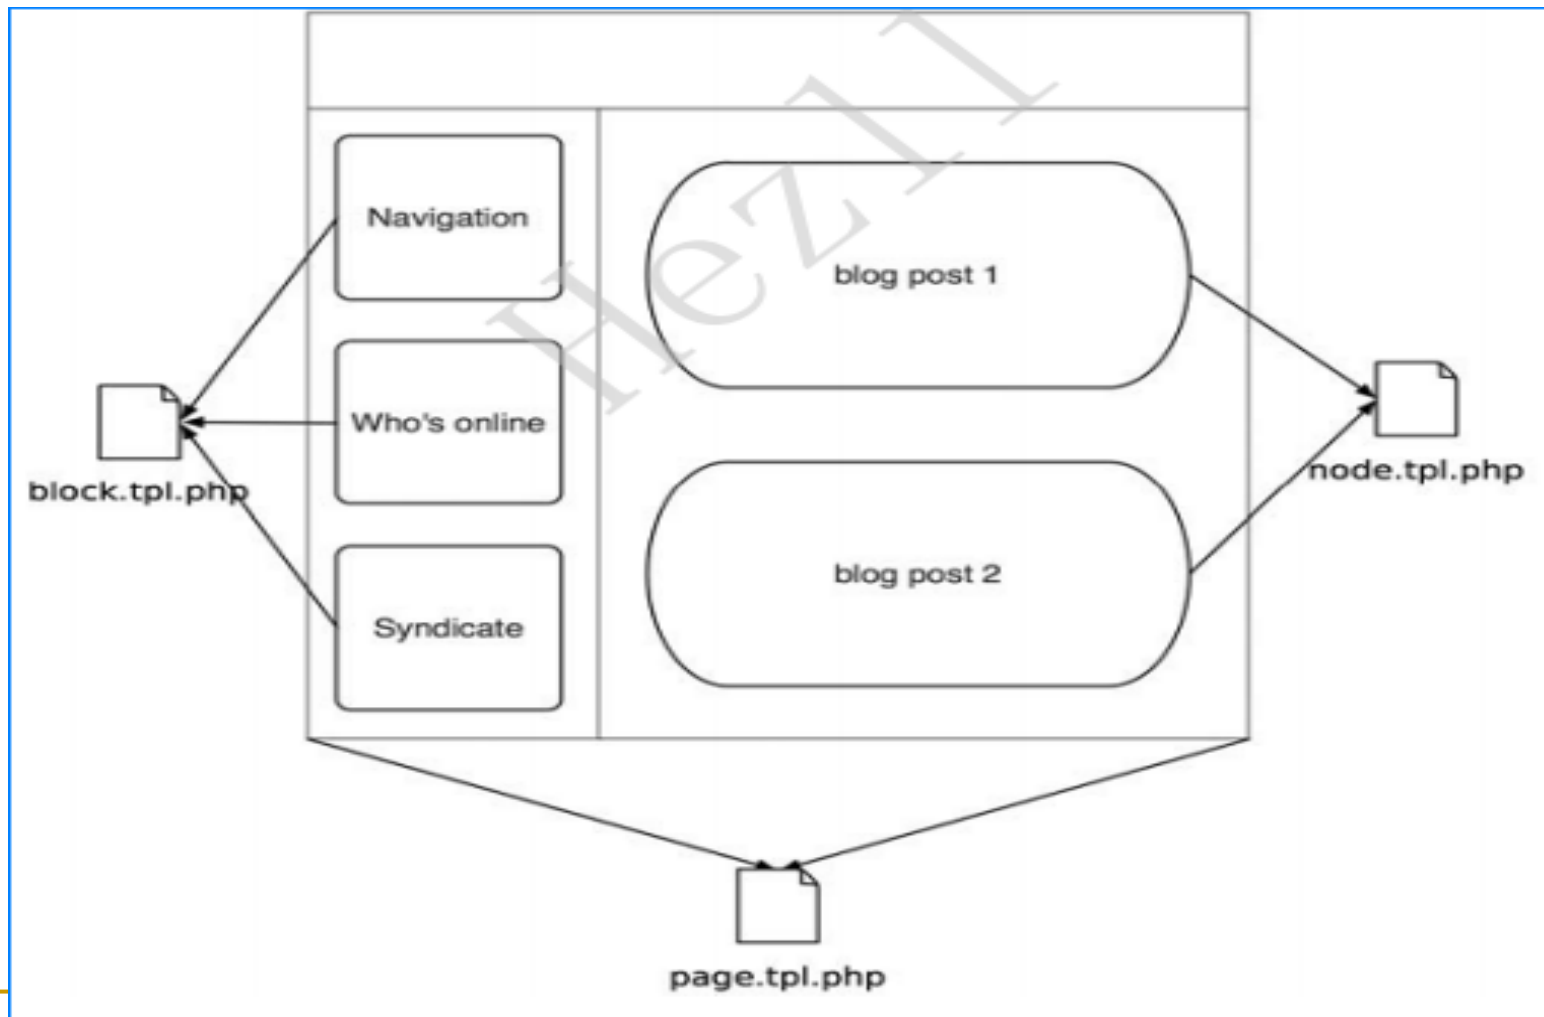 Navigation
blog post 1
Who's online
block.tpl.php
node.tpl.php
blog post 2
Syndicate
page.tpl.php